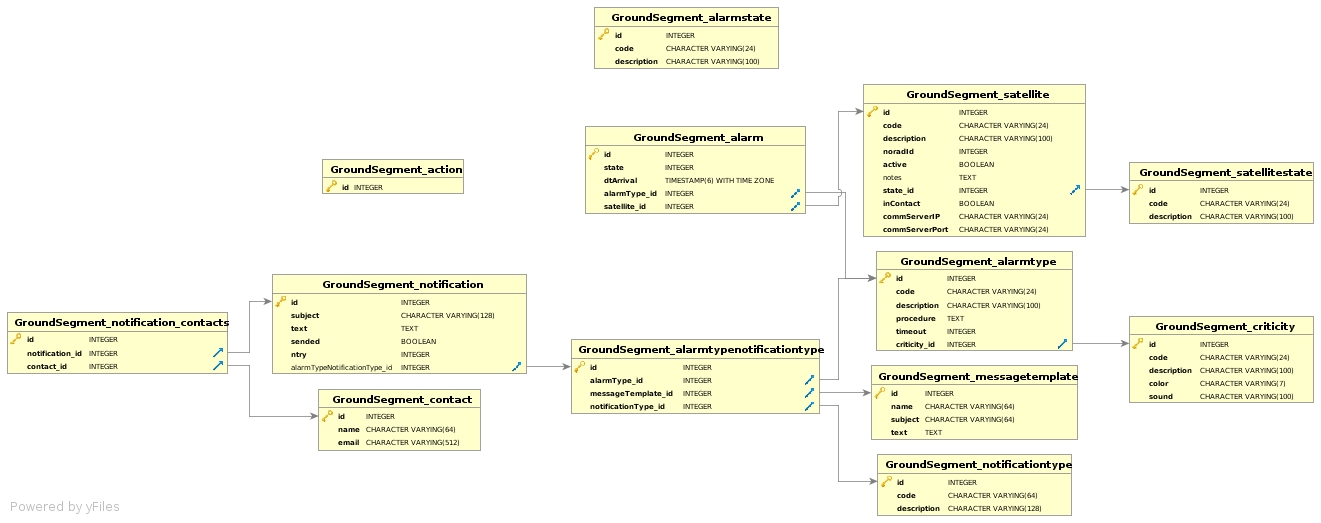 GroundSegment_alarmstate
id INTEGER
code CHARACTER VARYING(24)
description CHARACTER VARYING(100)
GroundSegment_satellite
id INTEGER
code CHARACTER VARYING(24)
description CHARACTER VARYING(100)
noradId INTEGER
active BOOLEAN
notes TEXT
state_id INTEGER
inContact BOOLEAN
commServerIP CHARACTER VARYING(24)
commServerPort CHARACTER VARYING(24)
GroundSegment_alarm
id INTEGER
state INTEGER
dtArrival TIMESTAMP(6) WITH TIME ZONE
alarmType_id INTEGER
satellite_id INTEGER
GroundSegment_action
id INTEGER
GroundSegment_satellitestate
id INTEGER
code CHARACTER VARYING(24)
description CHARACTER VARYING(100)
GroundSegment_alarmtype
id INTEGER
code CHARACTER VARYING(24)
description CHARACTER VARYING(100)
procedure TEXT
timeout INTEGER
criticity_id INTEGER
GroundSegment_notification
id INTEGER
subject CHARACTER VARYING(128)
text TEXT
sended BOOLEAN
ntry INTEGER
alarmTypeNotificationType_id INTEGER
GroundSegment_notification_contacts
id INTEGER
notification_id INTEGER
contact_id INTEGER
GroundSegment_criticity
id INTEGER
code CHARACTER VARYING(24)
description CHARACTER VARYING(100)
color CHARACTER VARYING(7)
sound CHARACTER VARYING(100)
GroundSegment_alarmtypenotificationtype
id INTEGER
alarmType_id INTEGER
messageTemplate_id INTEGER
notificationType_id INTEGER
GroundSegment_messagetemplate
id INTEGER
name CHARACTER VARYING(64)
subject CHARACTER VARYING(64)
text TEXT
GroundSegment_contact
id INTEGER
name CHARACTER VARYING(64)
email CHARACTER VARYING(512)
GroundSegment_notificationtype
id INTEGER
code CHARACTER VARYING(64)
description CHARACTER VARYING(128)
Powered by yFiles